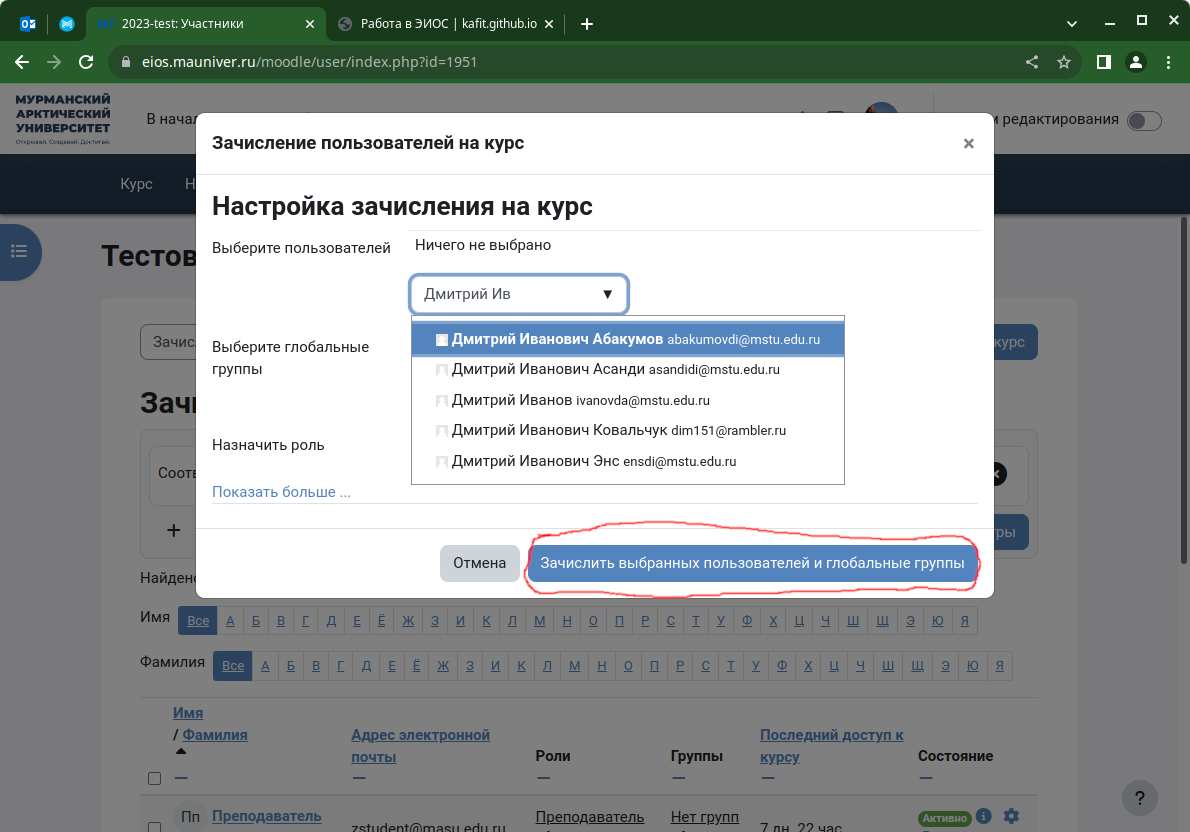 2023-test: Участники
Работа в ЭИОС | kafit.github.io
eios.mauniver.ru/moodle/user/index.php?id=1951
МУРМАНСКИЙ
АРКТИЧЕСКИЙ
УНИВЕРСИТЕТ
Открывай. Создавай. Достигай.
В начал
м редактирования
Курс
Н
Зачисление пользователей на курс
×
Настройка зачисления на курс
Выберите пользователей
Ничего не выбрано
Тестов
Дмитрий Ив ▼
Зачис
курс
Дмитрий Иванович Абакумов abakumovdi@mstu.edu.ru
Выберите глобальные
группы
Дмитрий Иванович Асанди asandidi@mstu.edu.ru
Дмитрий Иванов ivanovda@mstu.edu.ru
Дмитрий Иванович Ковальчук dim151@rambler.ru
Дмитрий Иванович Энс ensdi@mstu.edu.ru
Зачи
Назначить роль
Соотв
Показать больше ...
+
ры
Отмена
Зачислить выбранных пользователей и глобальные группы
Найдено
Имя Все А Б В Г Д Е Ё Ж З И К Л М Н О П Р С Т У Ф Х Ц Ч Ш Щ Э Ю Я
Фамилия Все А Б В Г Д Е Ё Ж З И К Л М Н О П Р С Т У Ф Х Ц Ч Ш Щ Э Ю Я
Имя
/ Фамилия
Адрес электронной
почты
Роли
Группы
Последний доступ к
курсу
Состояние
Пп
Преподаватель
zstudent@masu.edu.ru
Преподаватель
Нет групп
7 дн. 22 час.
Активно
?